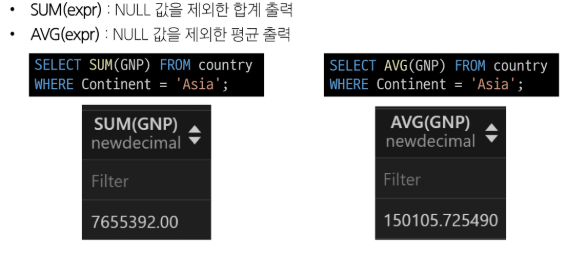 • SUM(expr) : NULL 값을 제외한 합계 출력
• AVG(expr) : NULL 값을 제외한 평균 출력
SELECT SUM(GNP) FROM country
WHERE Continent = 'Asia';
SUM(GNP)
newdecimal
Filter
7655392.00
SELECT AVG(GNP) FROM country
WHERE Continent = 'Asia';
AVG(GNP)
newdecimal
Filter
150105.725490